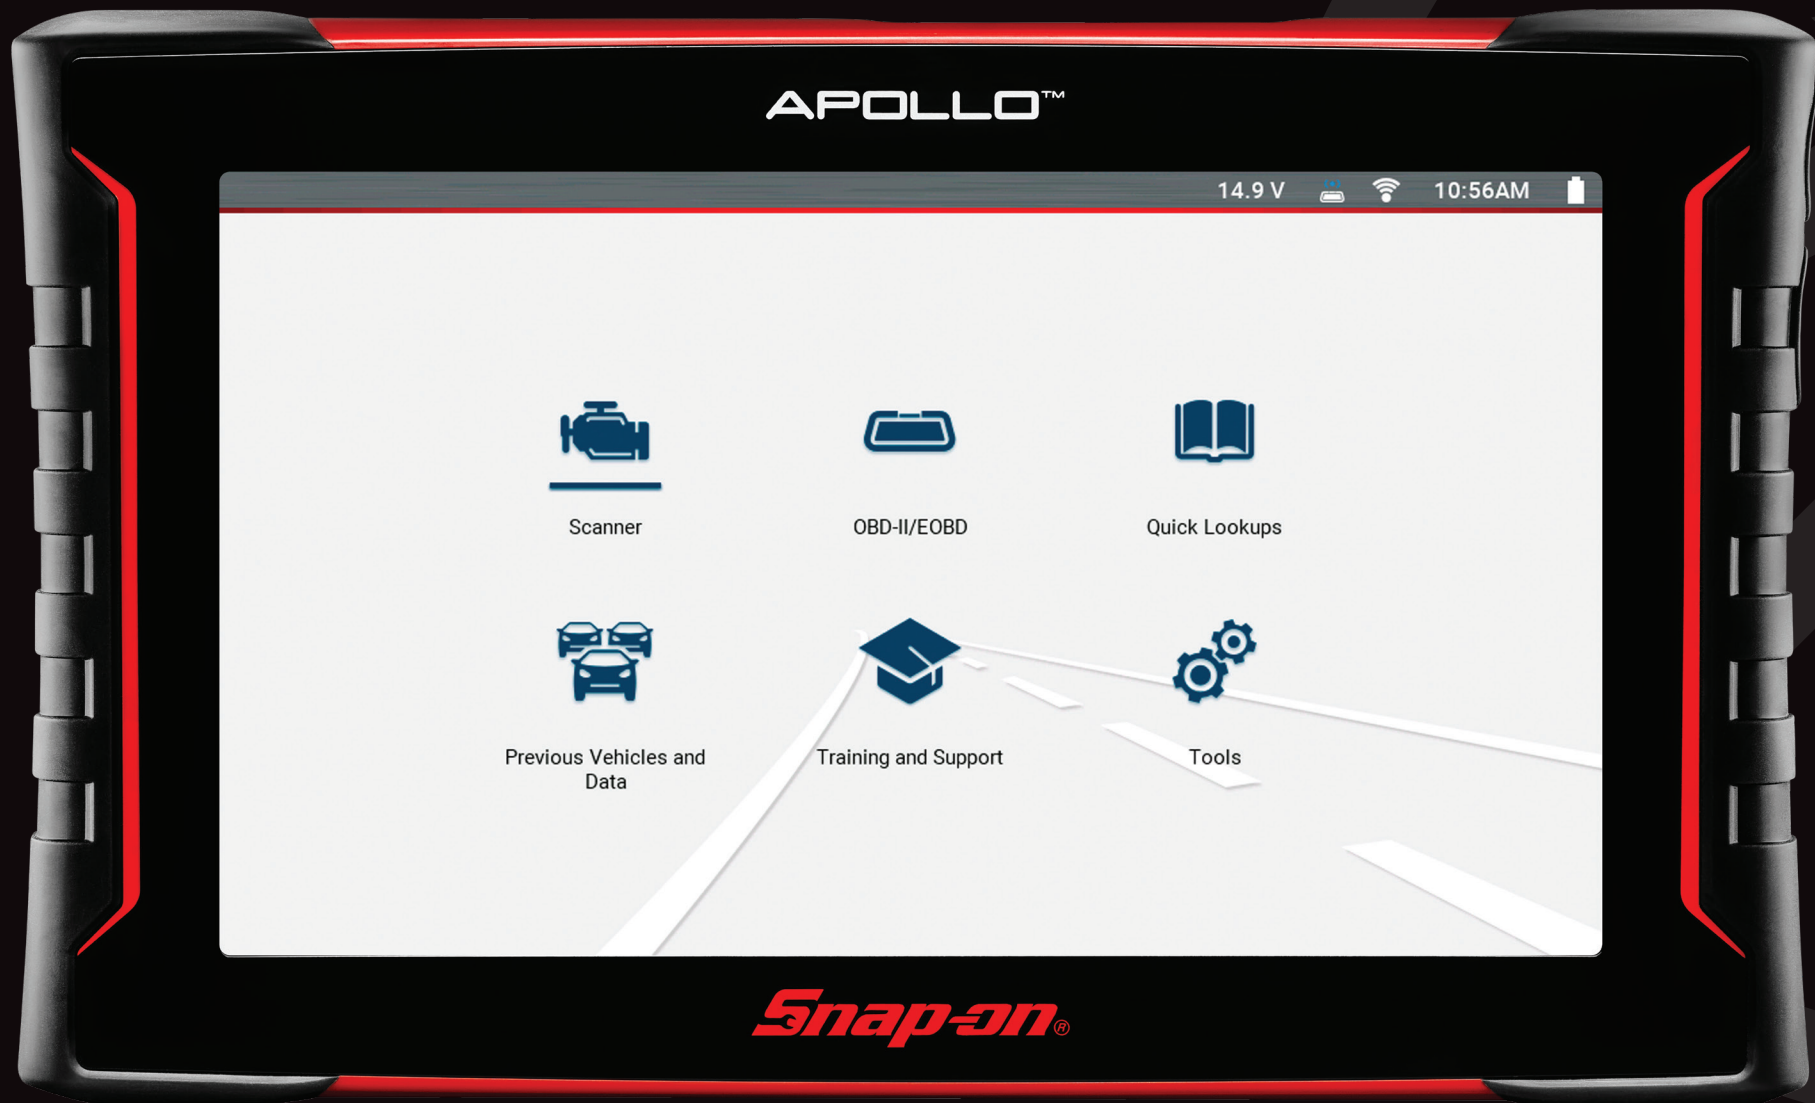 APOLLO™
14.9 V 10:56AM
Scanner
OBD-II/EOBD
Quick Lookups
Previous Vehicles and
Data
Training and Support
Tools
Snap-on®